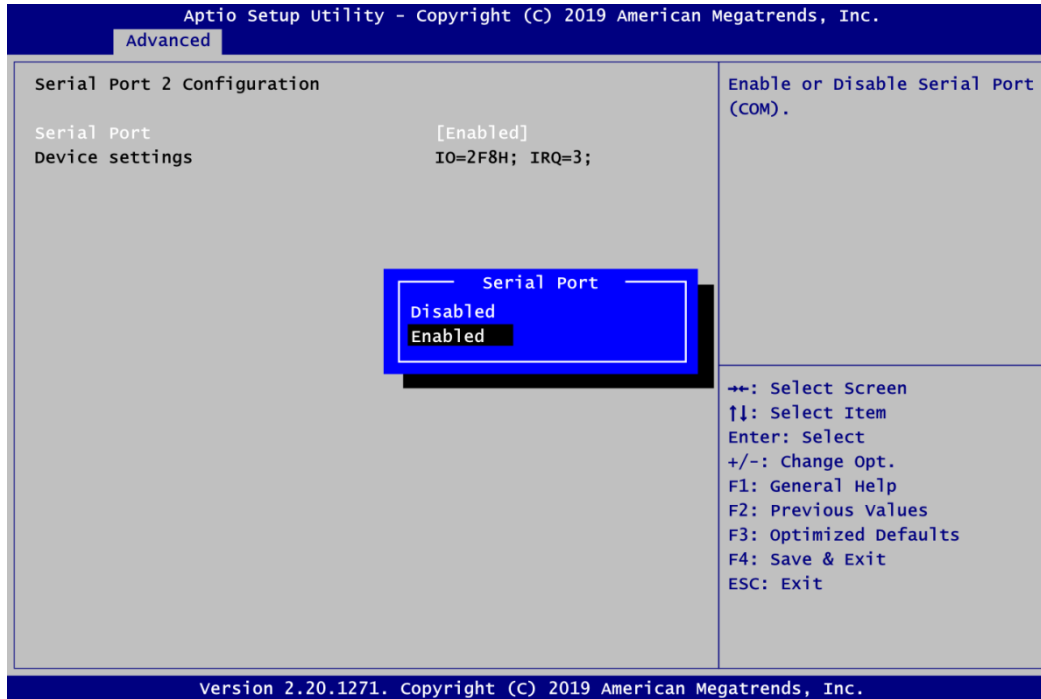 Aptio Setup Utility - Copyright (C) 2019 American Megatrends, Inc.
Advanced
Serial Port 2 Configuration
Serial Port [Enabled]
Device settings IO=2F8H; IRQ=3;
Serial Port
Disabled
Enabled
Enable or Disable Serial Port
(COM).
→←: Select Screen
↑↓: Select Item
Enter: Select
+/-: Change Opt.
F1: General Help
F2: Previous Values
F3: Optimized Defaults
F4: Save & Exit
ESC: Exit
Version 2.20.1271. Copyright (C) 2019 American Megatrends, Inc.